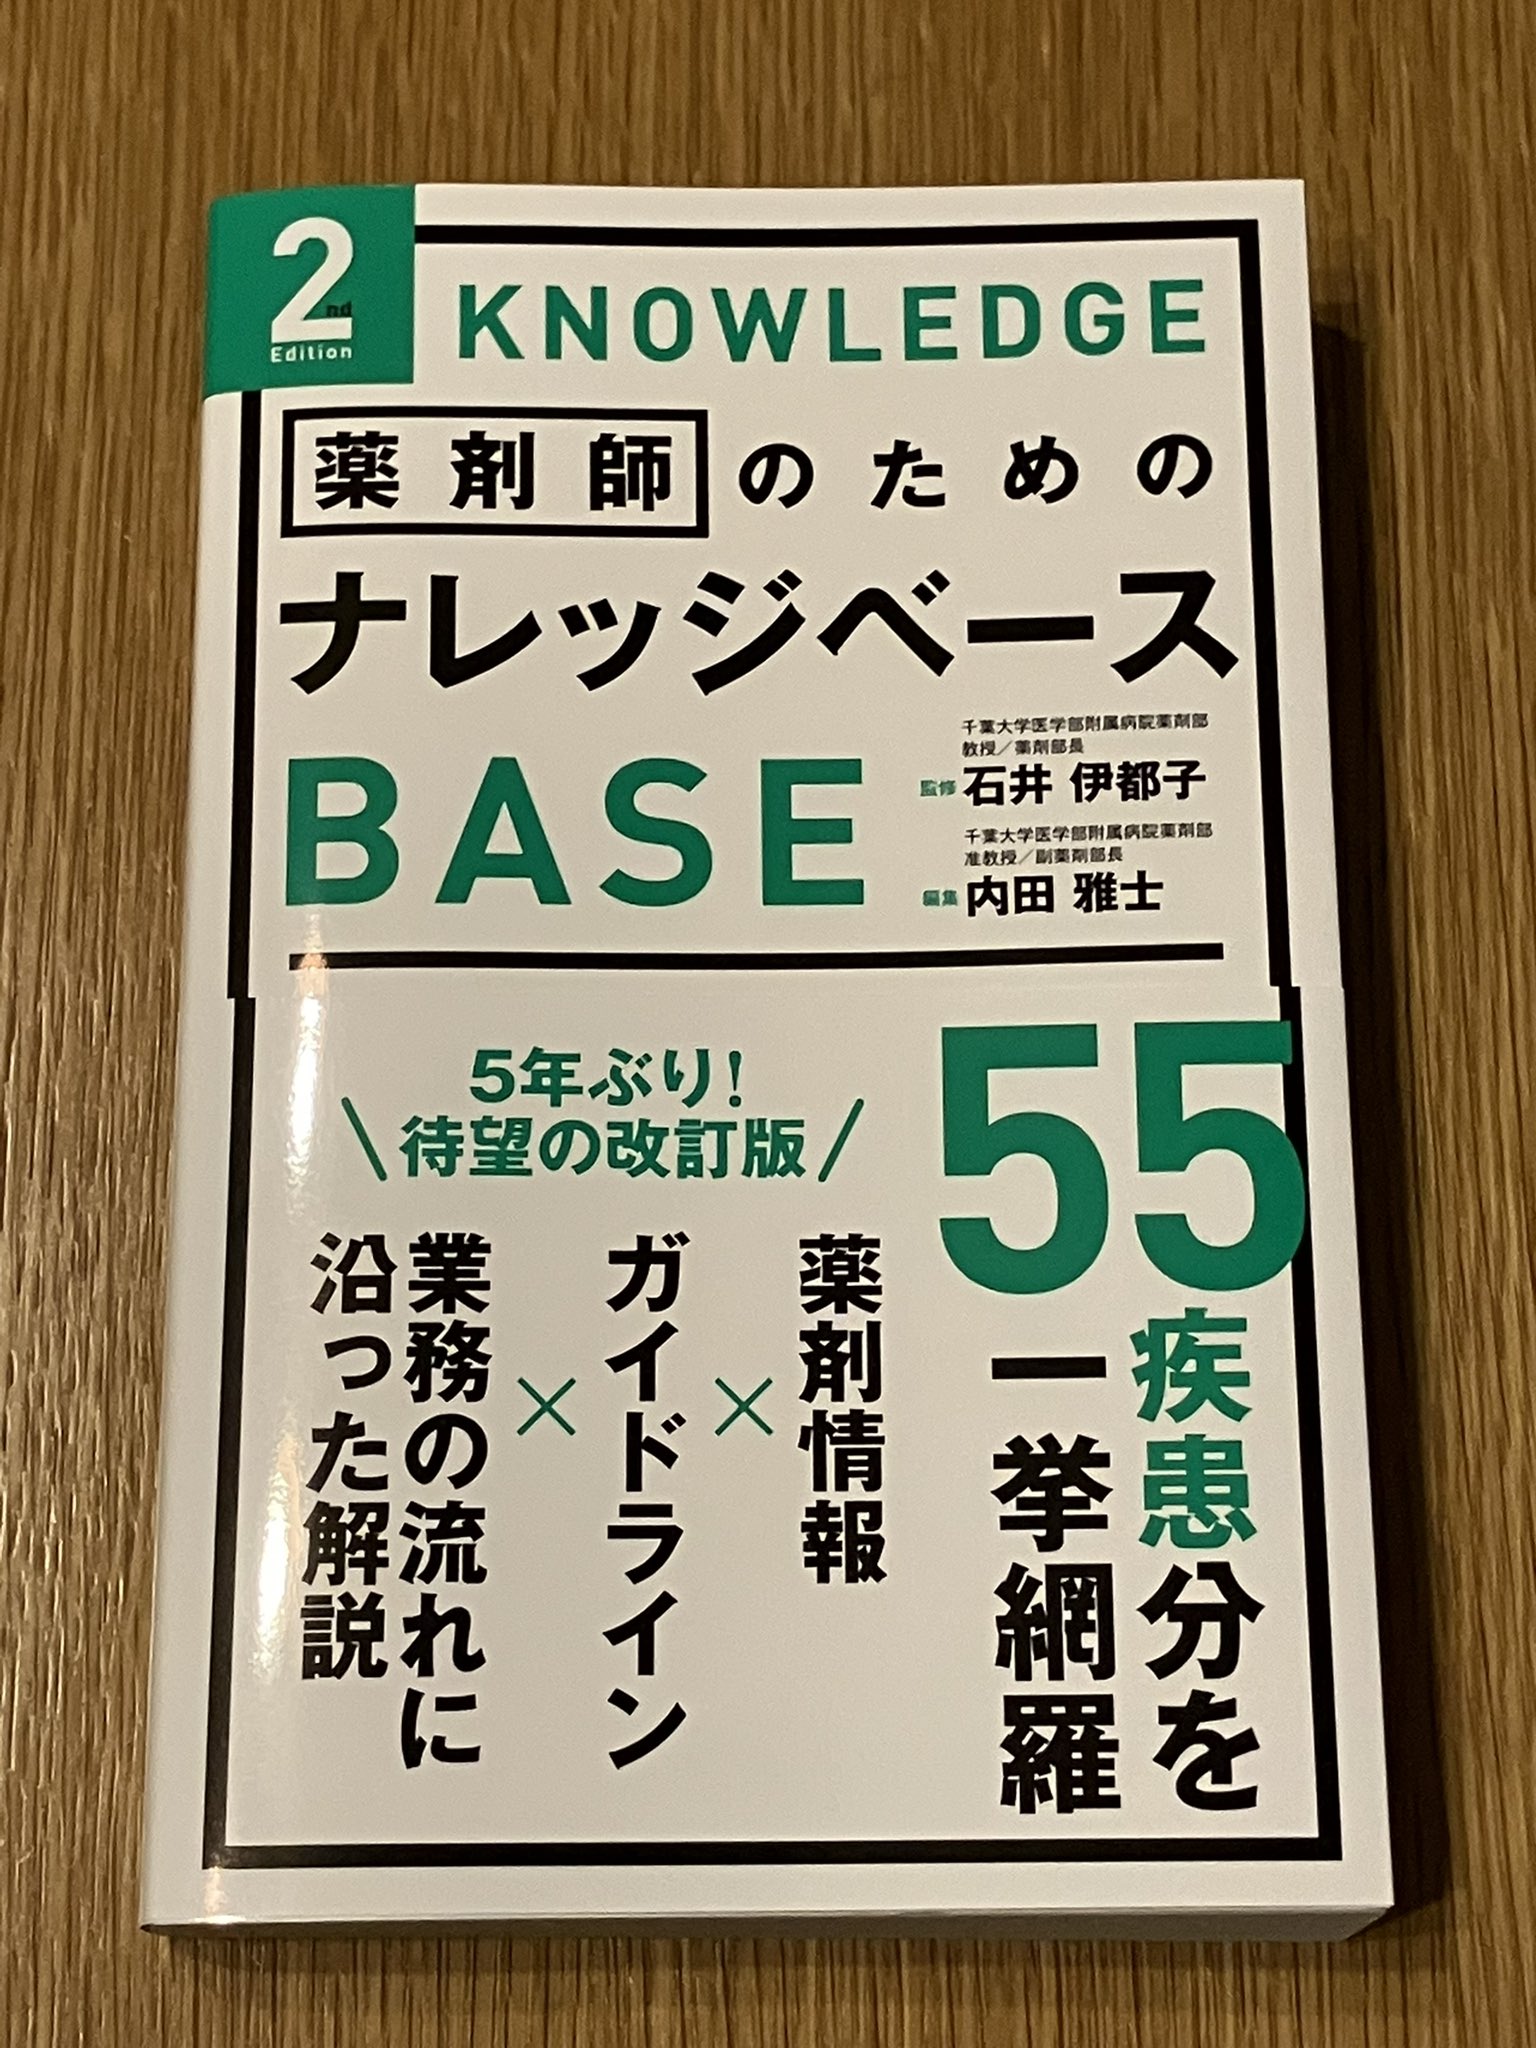 2nd
Edition
KNOWLEDGE
薬剤師のための
ナレッジベース
BASE
千葉大学医学部附属病院薬剤部
教授／薬剤部長
監修 石井 伊都子
千葉大学医学部附属病院薬剤部
准教授／副薬剤部長
編集 内田 雅士
5年ぶり!
待望の改訂版
55疾患分を
一挙網羅
薬剤情報
×
ガイドライン
×
業務の流れに
沿った解説